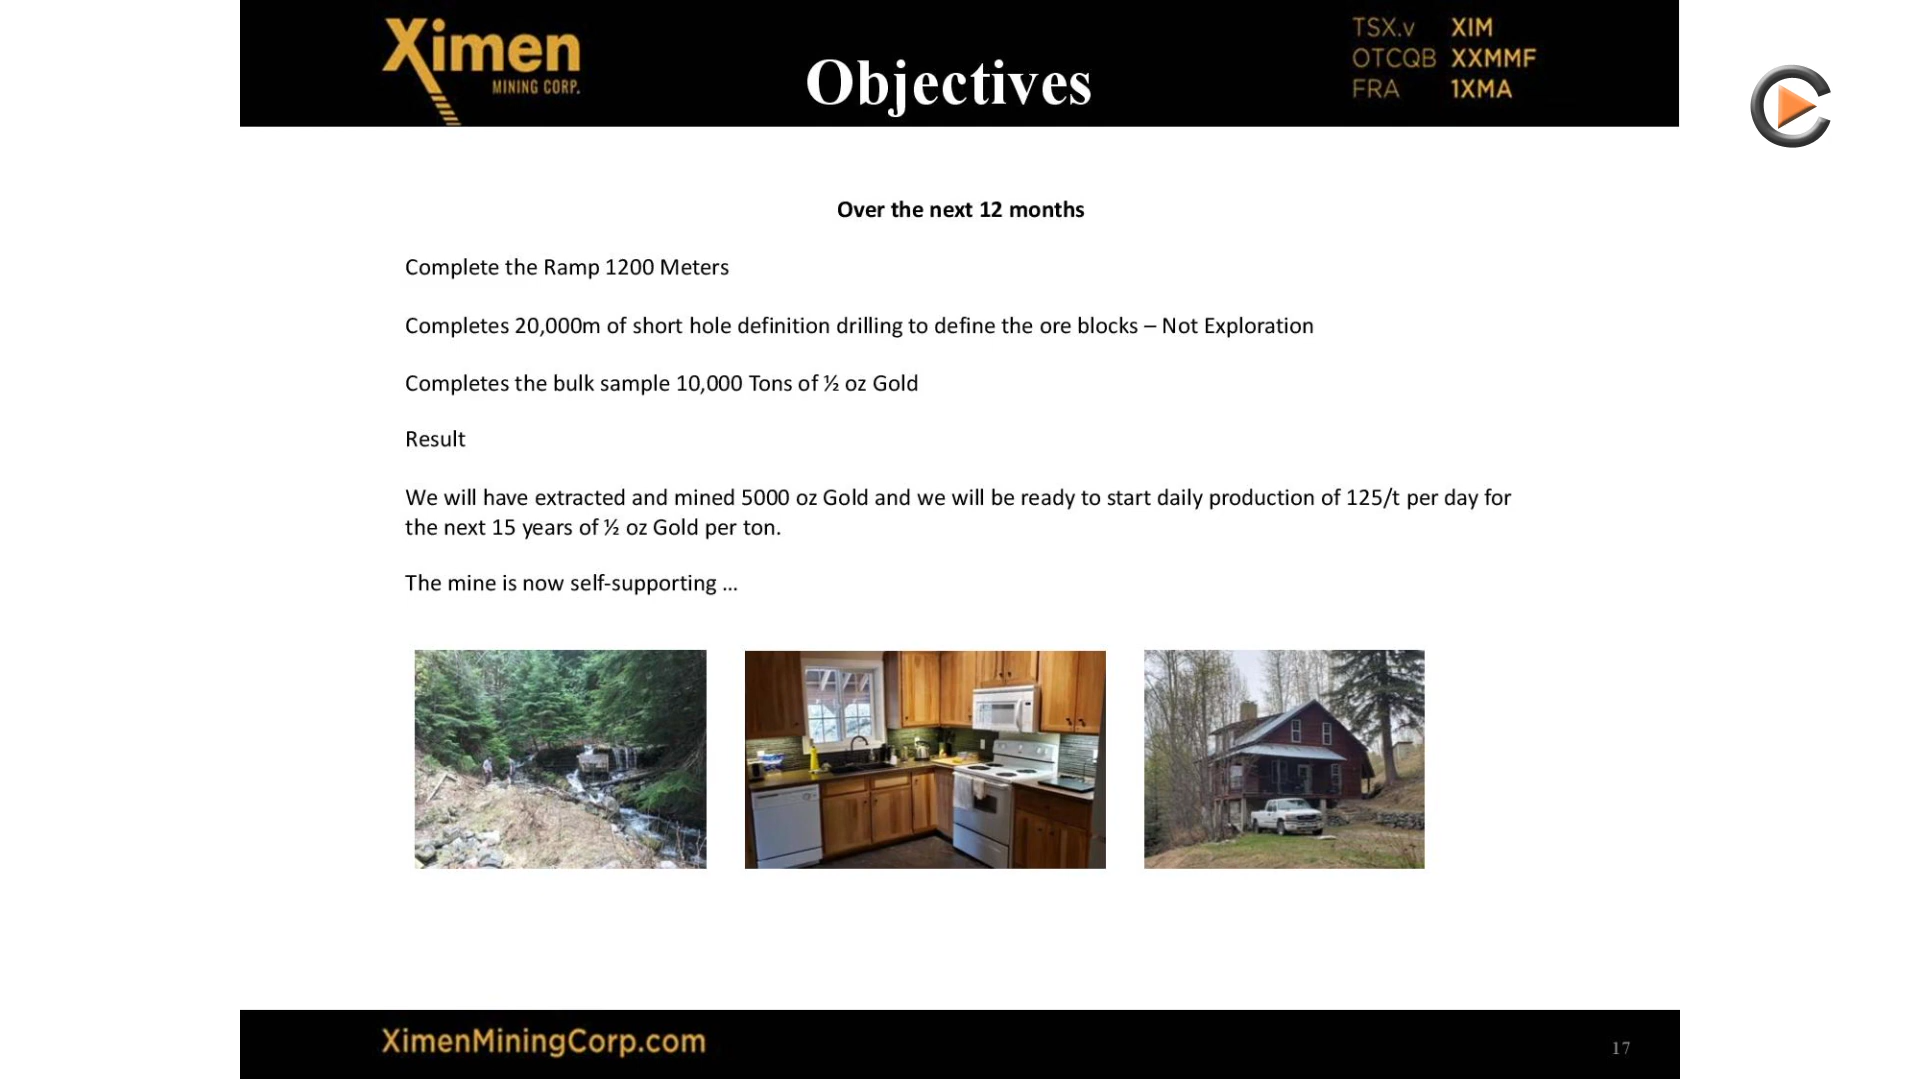 Ximen
MINING CORP.
Objectives
TSX.v XIM
OTCQB XXMMF
FRA 1XMA
Over the next 12 months
Complete the Ramp 1200 Meters
Completes 20,000m of short hole definition drilling to define the ore blocks – Not Exploration
Completes the bulk sample 10,000 Tons of ½ oz Gold
Result
We will have extracted and mined 5000 oz Gold and we will be ready to start daily production of 125/t per day for
the next 15 years of ½ oz Gold per ton.
The mine is now self-supporting ...
XimenMiningCorp.com
17